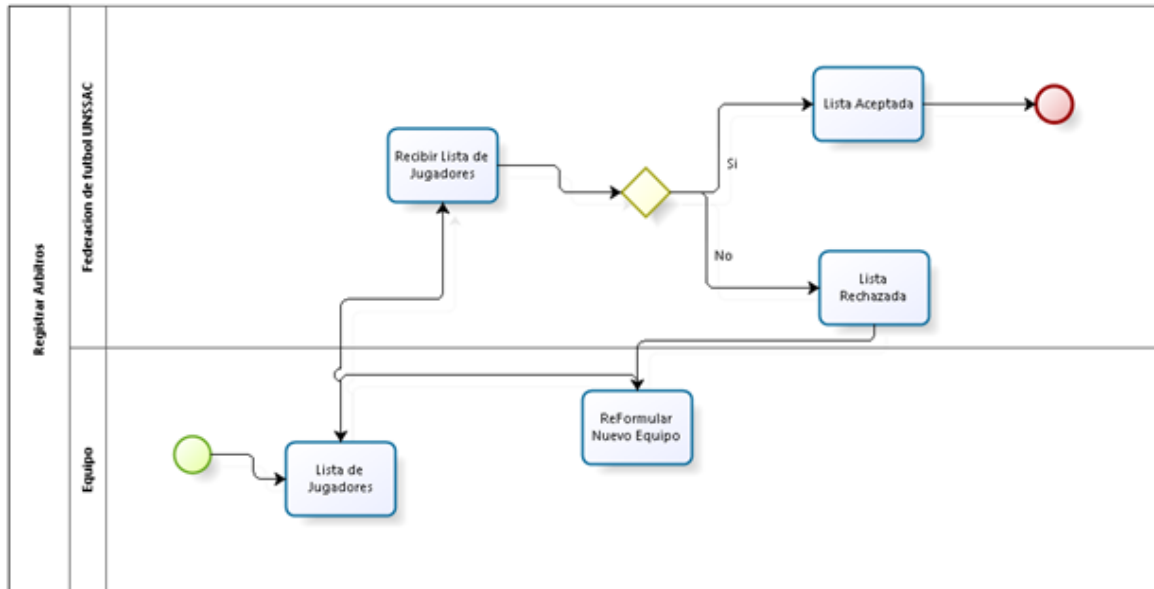 Registrar Arbitros
Federacion de futbol UNSSAC
Recibir Lista de
Jugadores
Si
No
Lista Aceptada
Lista
Rechazada
Equipo
Lista de
Jugadores
ReFormular
Nuevo Equipo